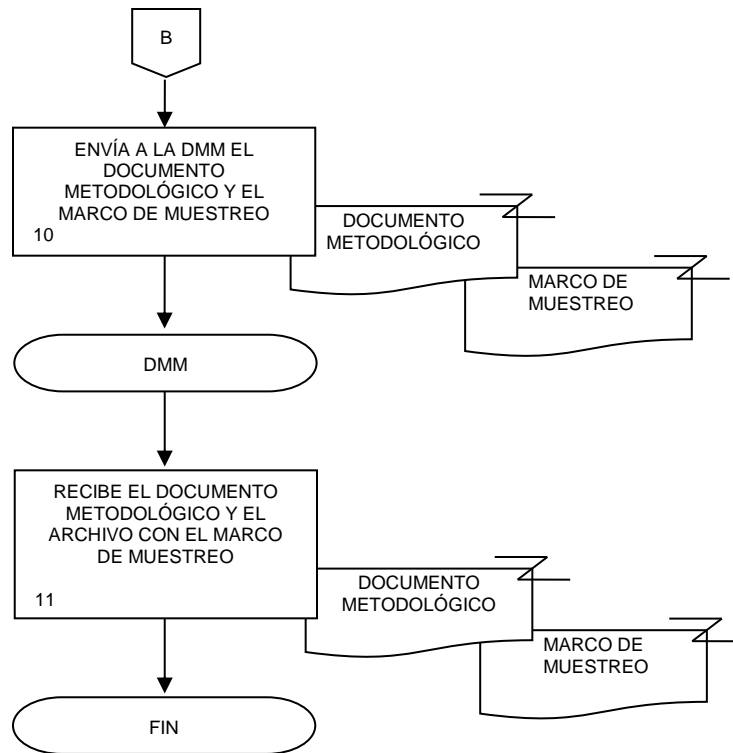 B
ENVÍA A LA DMM EL
DOCUMENTO
METODOLÓGICO Y EL
MARCO DE MUESTREO
10
DOCUMENTO
METODOLÓGICO
MARCO DE
MUESTREO
DMM
RECIBE EL DOCUMENTO
METODOLÓGICO Y EL
ARCHIVO CON EL MARCO
DE MUESTREO
11
DOCUMENTO
METODOLÓGICO
MARCO DE
MUESTREO
FIN